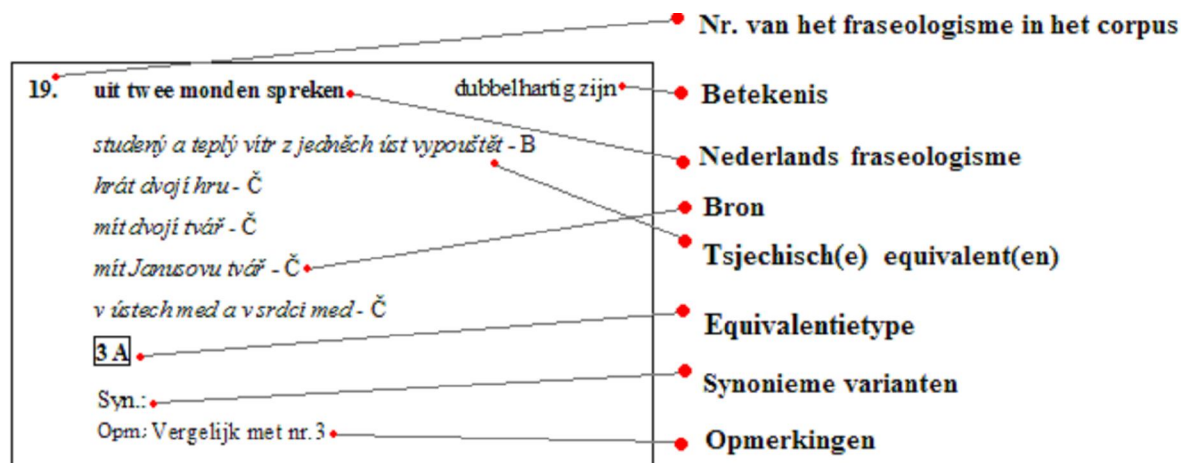 Nr. van het fraseologisme in het corpus
19. uit twee monden spreken dubbelhartig zijn
Betekenis
studený a teplý vítr z jedněch úst vypouštět - B
Nederlands fraseologisme
hrát dvojí hru - Č
Bron
mít dvojí tvář - Č
Tsjechisch(e) equivalent(en)
mít Janusovu tvář - Č
v ústech med a v srdci med - Č
Equivalentietype
3 A
Synonieme varianten
Syn.:
Opm: Vergelijk met nr. 3
Opmerkingen